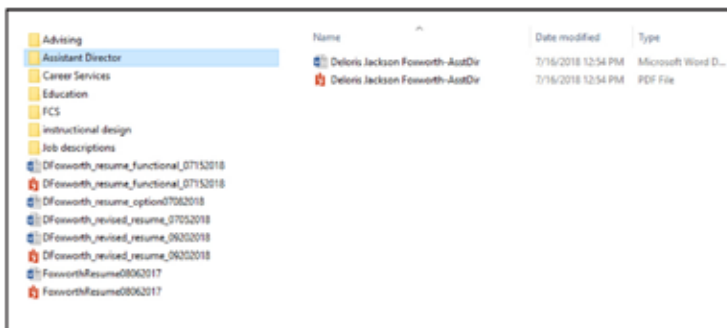 Advising
Assistant Director
Career Services
Education
FCS
instructional design
Job descriptions
DFoxworth_resume_functional_07152018
DFoxworth_resume_functional_07152018
DFoxworth_resume_option07082018
DFoxworth_revised_resume_07052018
DFoxworth_revised_resume_09202018
DFoxworth_revised_resume_09202018
FoxworthResume08062017
FoxworthResume08062017
Name Date modified Type
Deloris Jackson Foxworth-AsstDir 7/16/2018 12:54 PM Microsoft Word D...
Deloris Jackson Foxworth-AsstDir 7/16/2018 12:54 PM PDF File